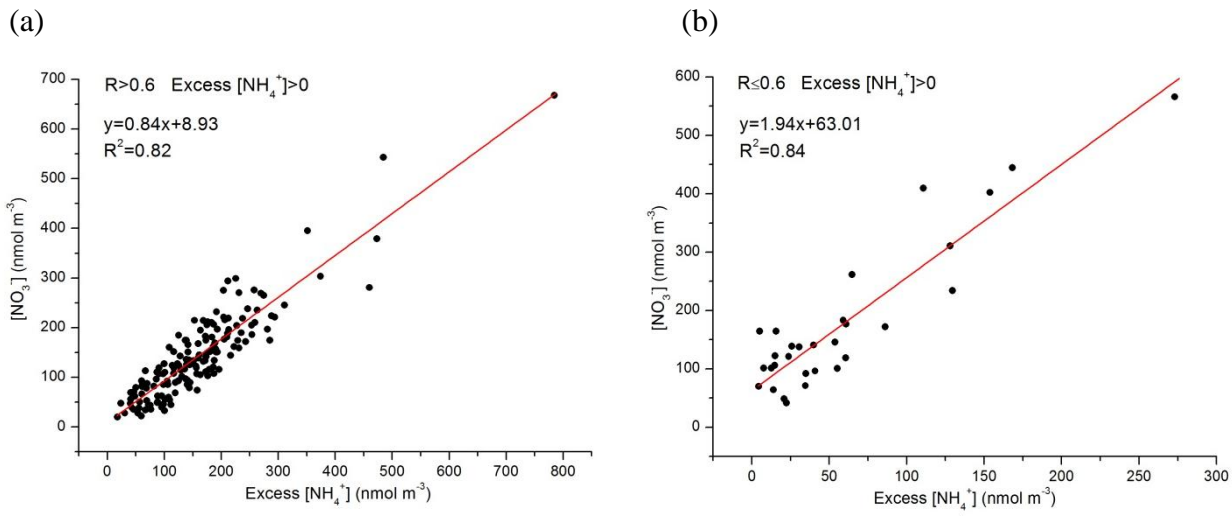 (a)
(b)
R>0.6 Excess [NH₄⁺]>0
y=0.84x+8.93
R²=0.82
[NO₃⁻] (nmol m⁻³)
700
600
500
400
300
200
100
0
0 100 200 300 400 500 600 700 800
Excess [NH₄⁺] (nmol m⁻³)
R≤0.6 Excess [NH₄⁺]>0
y=1.94x+63.01
R²=0.84
[NO₃⁻] (nmol m⁻³)
600
500
400
300
200
100
0
0 50 100 150 200 250 300
Excess [NH₄⁺] (nmol m⁻³)